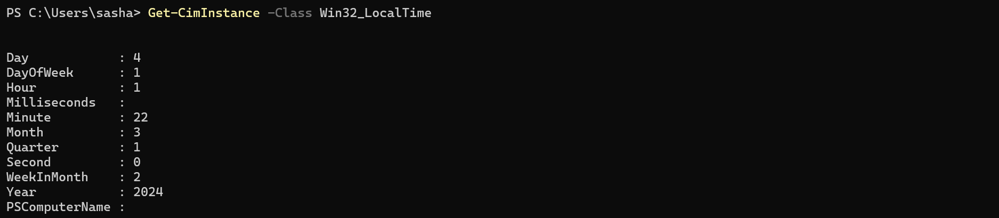 PS C:\Users\sasha> Get-CimInstance -Class Win32_LocalTime
Day            : 4
DayOfWeek      : 1
Hour           : 1
Milliseconds   :
Minute         : 22
Month          : 3
Quarter        : 1
Second         : 0
WeekInMonth    : 2
Year           : 2024
PSComputerName :